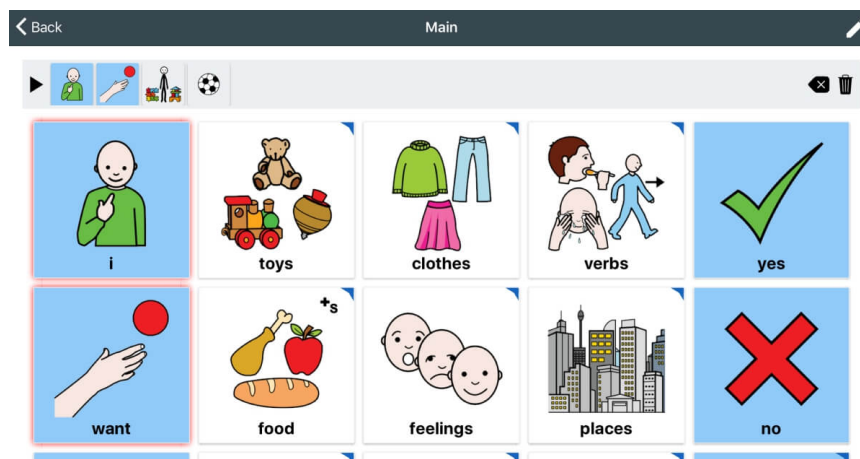 Back
Main
i
toys
clothes
verbs
yes
+s
want
food
feelings
places
no